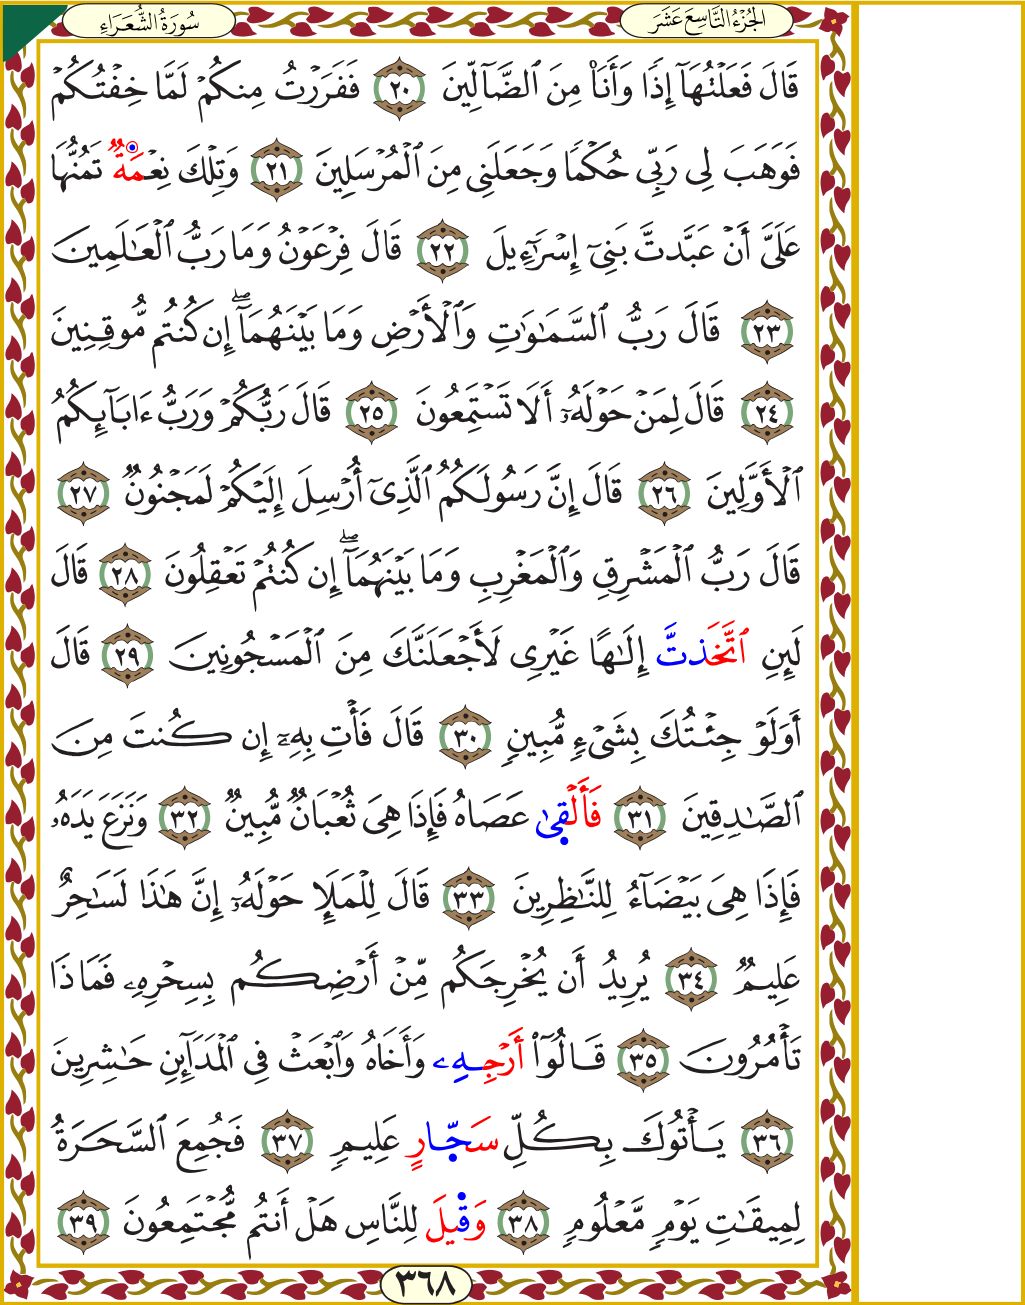 الجُزْءُ التَّاسِعَ عَشَرَ
سُورَةُ الشُّعَرَاءِ
قَالَ فَعَلْتُهَآ إِذًا وَأَنَا۠ مِنَ ٱلضَّآلِّينَ ٢٠ فَفَرَرْتُ مِنكُمْ لَمَّا خِفْتُكُمْ
فَوَهَبَ لِى رَبِّى حُكْمًا وَجَعَلَنِى مِنَ ٱلْمُرْسَلِينَ ٢١ وَتِلْكَ نِعْمَةٌ تَمُنُّهَا
عَلَىَّ أَنْ عَبَّدتَّ بَنِىٓ إِسْرَٰٓءِيلَ ٢٢ قَالَ فِرْعَوْنُ وَمَا رَبُّ ٱلْعَٰلَمِينَ
٢٣ قَالَ رَبُّ ٱلسَّمَٰوَٰتِ وَٱلْأَرْضِ وَمَا بَيْنَهُمَآۖ إِن كُنتُم مُّوقِنِينَ
٢٤ قَالَ لِمَنْ حَوْلَهُۥٓ أَلَا تَسْتَمِعُونَ ٢٥ قَالَ رَبُّكُمْ وَرَبُّ ءَابَآئِكُمُ
ٱلْأَوَّلِينَ ٢٦ قَالَ إِنَّ رَسُولَكُمُ ٱلَّذِىٓ أُرْسِلَ إِلَيْكُمْ لَمَجْنُونٌ ٢٧
قَالَ رَبُّ ٱلْمَشْرِقِ وَٱلْمَغْرِبِ وَمَا بَيْنَهُمَآۖ إِن كُنتُمْ تَعْقِلُونَ ٢٨ قَالَ
لَئِنِ ٱتَّخَذتَّ إِلَٰهًا غَيْرِى لَأَجْعَلَنَّكَ مِنَ ٱلْمَسْجُونِينَ ٢٩ قَالَ
أَوَلَوْ جِئْتُكَ بِشَىْءٍ مُّبِينٍ ٣٠ قَالَ فَأْتِ بِهِۦٓ إِن كُنتَ مِنَ
ٱلصَّٰدِقِينَ ٣١ فَأَلْقَىٰ عَصَاهُ فَإِذَا هِىَ ثُعْبَانٌ مُّبِينٌ ٣٢ وَنَزَعَ يَدَهُۥ
فَإِذَا هِىَ بَيْضَآءُ لِلنَّٰظِرِينَ ٣٣ قَالَ لِلْمَلَإِ حَوْلَهُۥٓ إِنَّ هَٰذَا لَسَٰحِرٌ
عَلِيمٌ ٣٤ يُرِيدُ أَن يُخْرِجَكُم مِّنْ أَرْضِكُم بِسِحْرِهِۦ فَمَاذَا
تَأْمُرُونَ ٣٥ قَالُوٓا۟ أَرْجِهِۦ وَأَخَاهُ وَٱبْعَثْ فِى ٱلْمَدَآئِنِ حَٰشِرِينَ
٣٦ يَأْتُوكَ بِكُلِّ سَحَّارٍ عَلِيمٍ ٣٧ فَجُمِعَ ٱلسَّحَرَةُ
لِمِيقَٰتِ يَوْمٍ مَّعْلُومٍ ٣٨ وَقِيلَ لِلنَّاسِ هَلْ أَنتُم مُّجْتَمِعُونَ ٣٩
٣٦٨